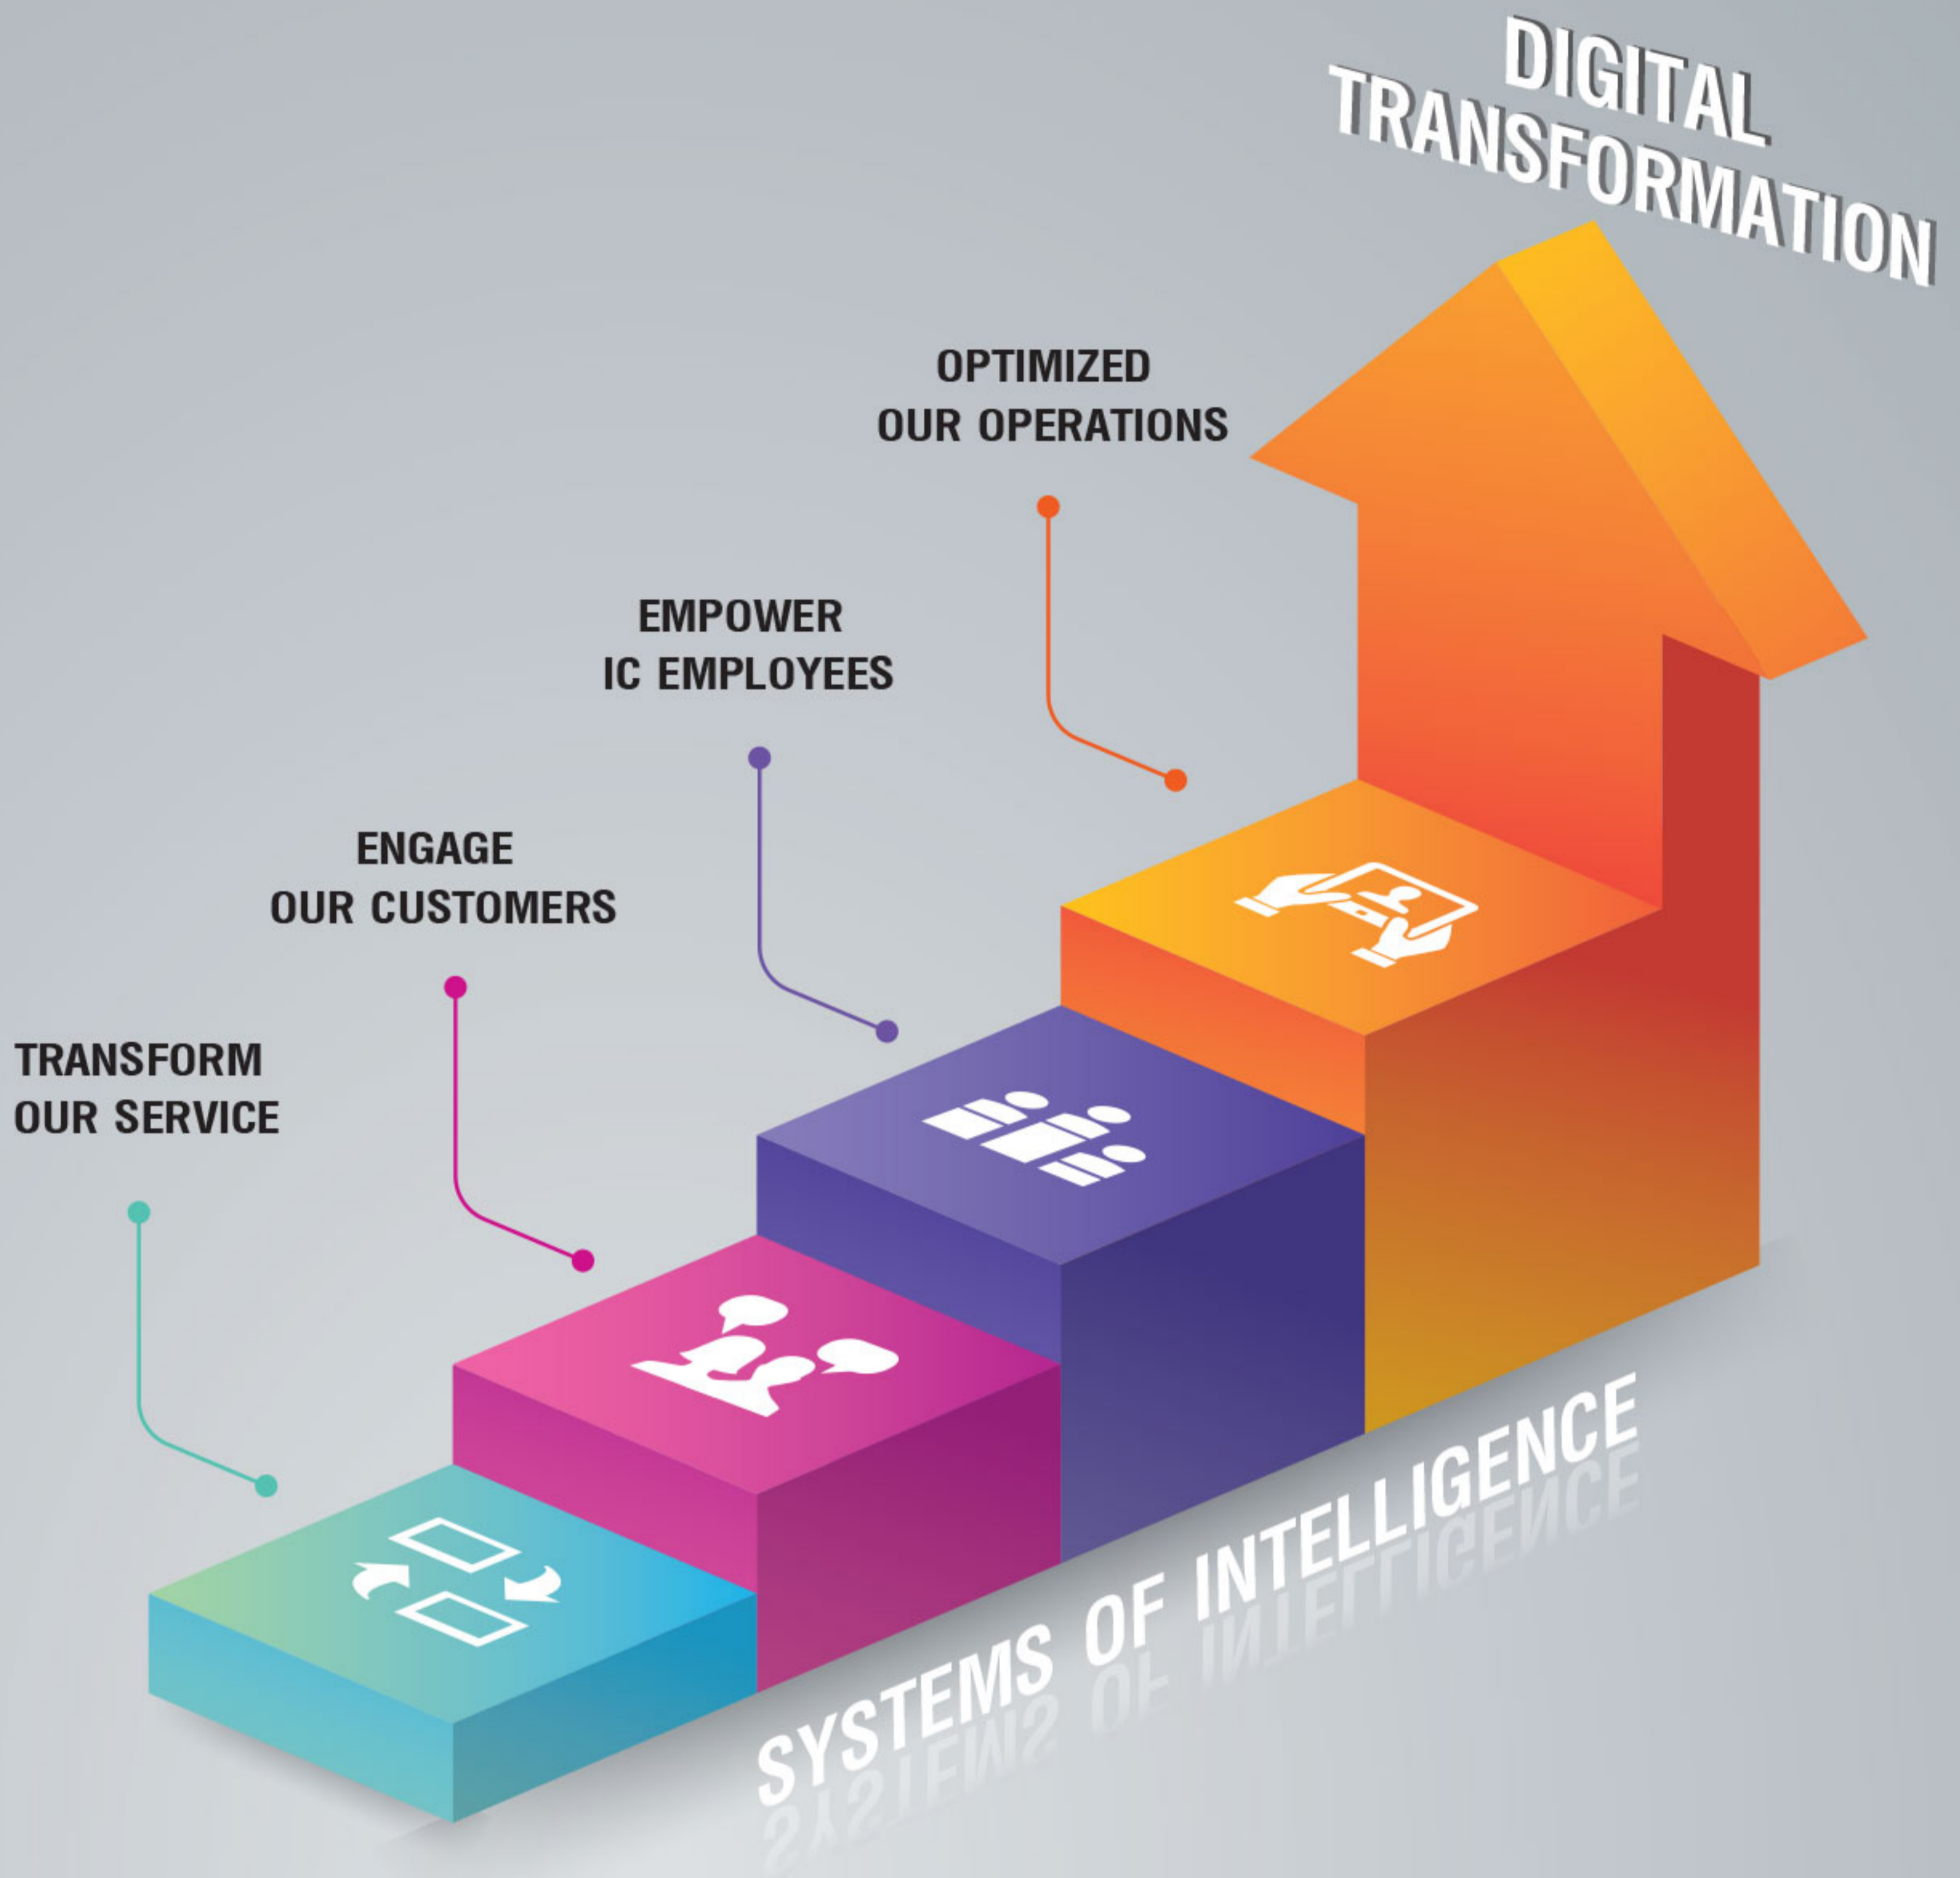 DIGITAL
TRANSFORMATION
OPTIMIZED
OUR OPERATIONS
EMPOWER
IC EMPLOYEES
ENGAGE
OUR CUSTOMERS
TRANSFORM
OUR SERVICE
SYSTEMS OF INTELLIGENCE